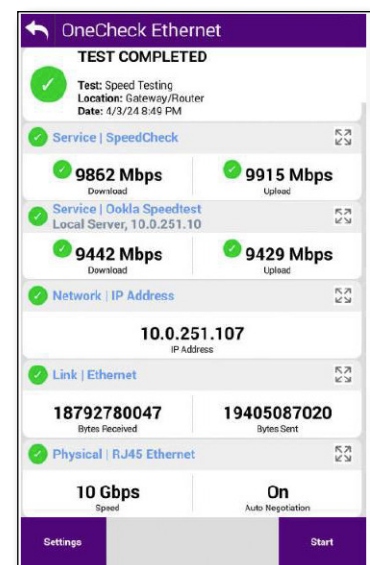 OneCheck Ethernet
TEST COMPLETED
Test: Speed Testing
Location: Gateway/Router
Date: 4/3/24 8:49 PM
Service | SpeedCheck
9862 Mbps 9915 Mbps
Download Upload
Service | Ookla Speedtest
Local Server, 10.0.251.10
9442 Mbps 9429 Mbps
Download Upload
Network | IP Address
10.0.251.107
IP Address
Link | Ethernet
18792780047 19405087020
Bytes Received Bytes Sent
Physical | RJ45 Ethernet
10 Gbps On
Speed Auto Negotiation
Settings Start